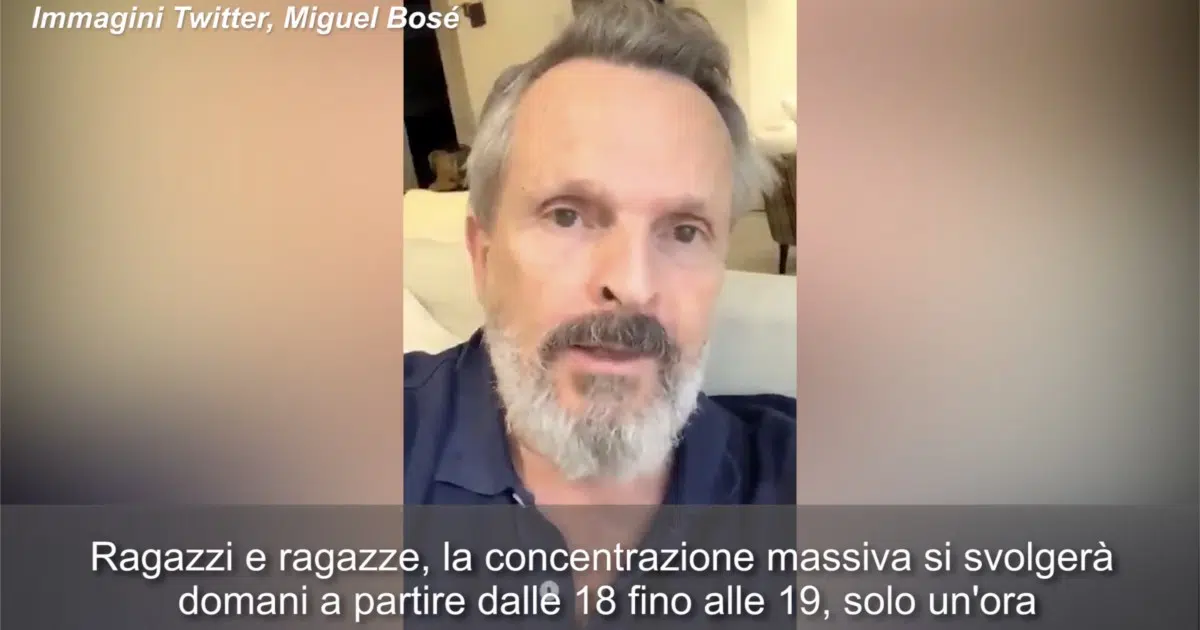 Immagini Twitter, Miguel Bosé
Ragazzi e ragazze, la concentrazione massiva si svolgerà
domani a partire dalle 18 fino alle 19, solo un'ora